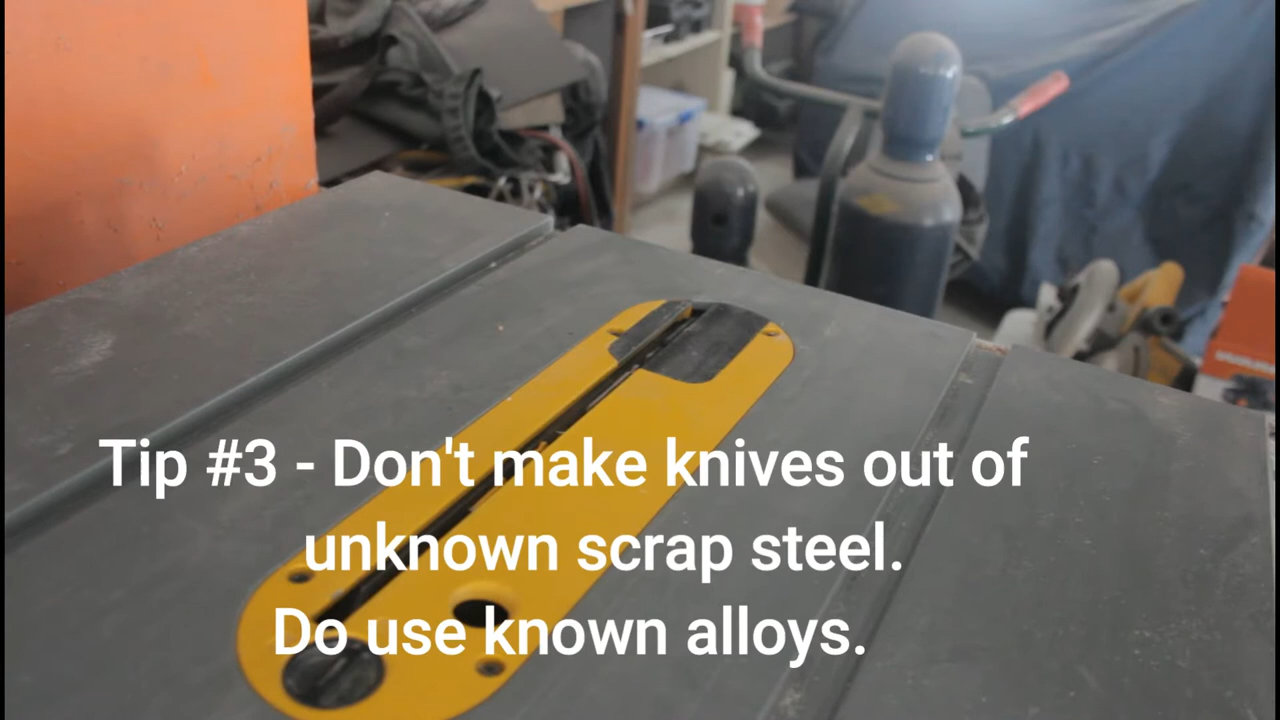 Tip #3 - Don't make knives out of
unknown scrap steel.
Do use known alloys.